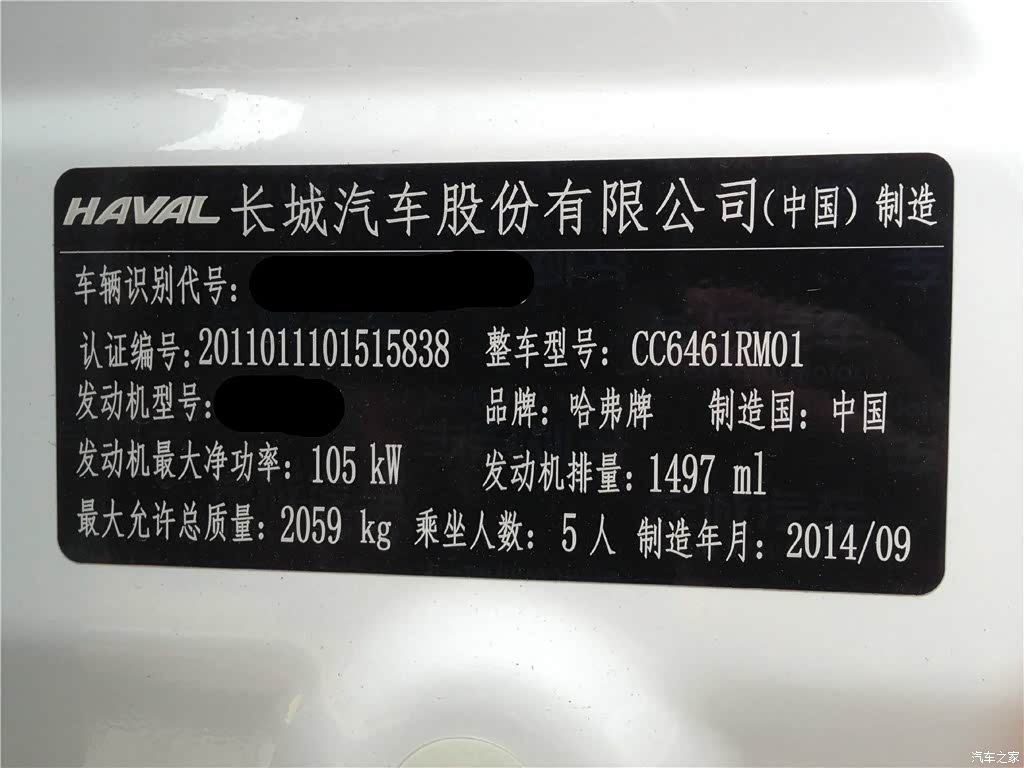 HAVAL 长城汽车股份有限公司(中国)制造
车辆识别代号:
认证编号:2011011101515838 整车型号:CC6461RM01
发动机型号: 品牌:哈弗牌 制造国:中国
发动机最大净功率:105 kW 发动机排量:1497 ml
最大允许总质量:2059 kg 乘坐人数:5人 制造年月:2014/09
汽车之家